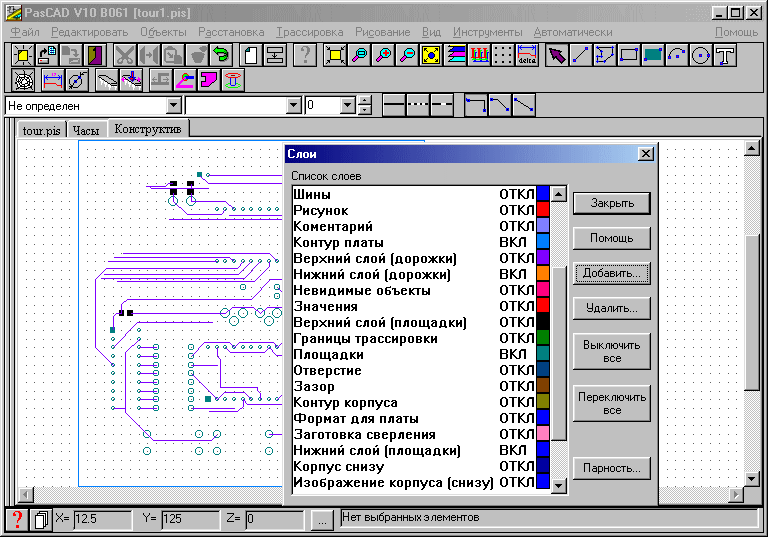 PasCAD V10 B061 [tour1.pis]
Файл Редактировать Объекты Расстановка Трассировка Рисование Вид Инструменты Автоматически Помощь
delta
Не определен 0
tour.pis Часы Конструктив
Слои
Список слоев
Шины ОТКЛ
Рисунок ОТКЛ
Коментарий ОТКЛ
Контур платы ВКЛ
Верхний слой (дорожки) ОТКЛ
Нижний слой (дорожки) ВКЛ
Невидимые объекты ОТКЛ
Значения ОТКЛ
Верхний слой (площадки) ОТКЛ
Границы трассировки ОТКЛ
Площадки ВКЛ
Отверстие ОТКЛ
Зазор ОТКЛ
Контур корпуса ОТКЛ
Формат для платы ОТКЛ
Заготовка сверления ОТКЛ
Нижний слой (площадки) ВКЛ
Корпус снизу ОТКЛ
Изображение корпуса (снизу) ОТКЛ
Закрыть
Помощь
Добавить...
Удалить...
Выключить
все
Переключить
все
Парность...
X= 12.5 Y= 125 Z= 0 ... Нет выбранных элементов